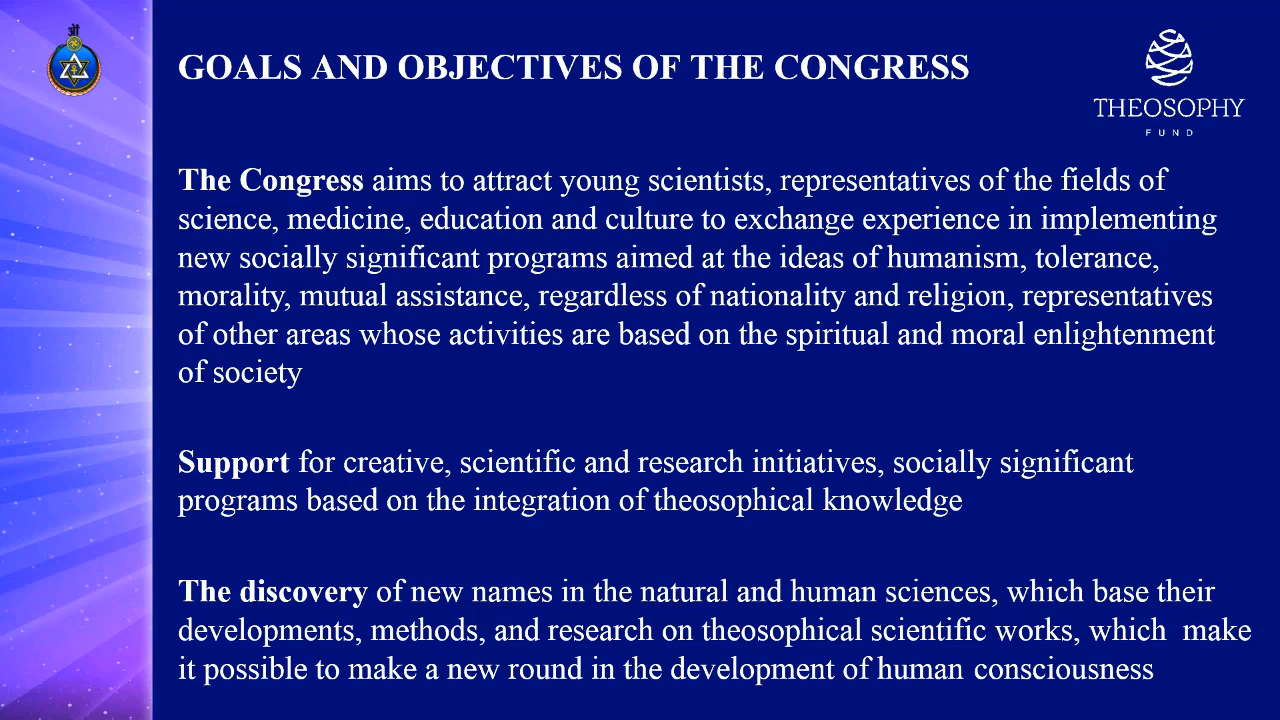 GOALS AND OBJECTIVES OF THE CONGRESS
THEOSOPHY
FUND
The Congress aims to attract young scientists, representatives of the fields of
science, medicine, education and culture to exchange experience in implementing
new socially significant programs aimed at the ideas of humanism, tolerance,
morality, mutual assistance, regardless of nationality and religion, representatives
of other areas whose activities are based on the spiritual and moral enlightenment
of society
Support for creative, scientific and research initiatives, socially significant
programs based on the integration of theosophical knowledge
The discovery of new names in the natural and human sciences, which base their
developments, methods, and research on theosophical scientific works, which  make
it possible to make a new round in the development of human consciousness